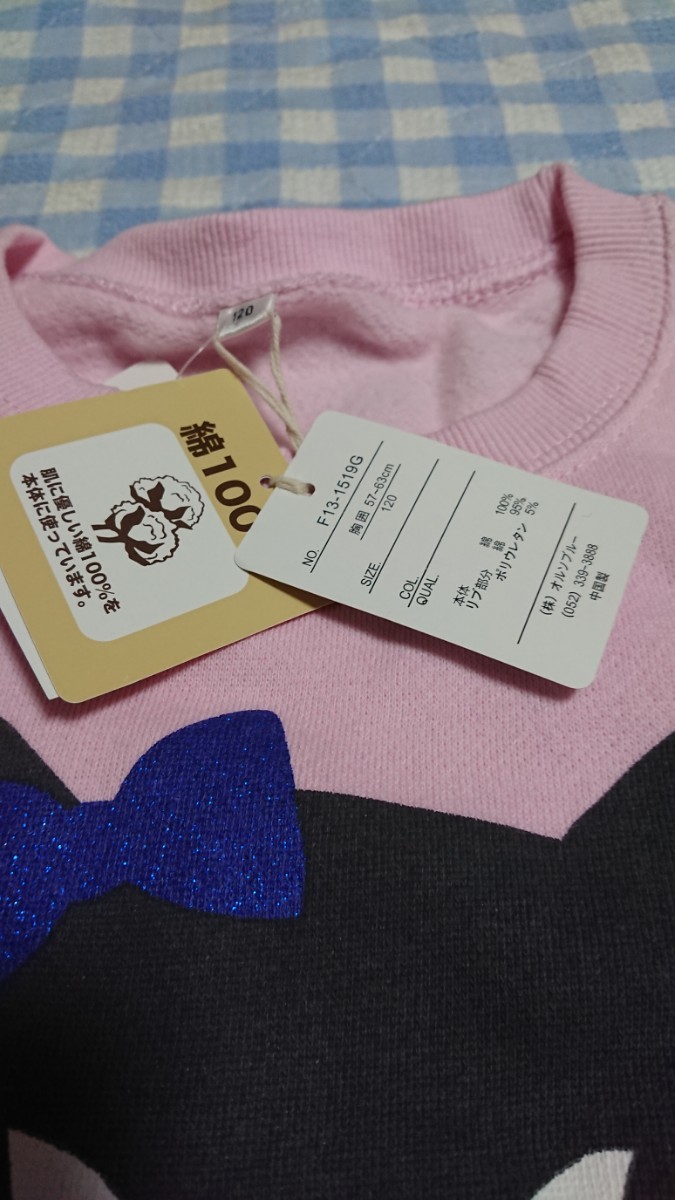 120
綿100
肌に優しい綿100%を
本体に使っています。
NO. F13-1519G
胸囲 57~63cm
SIZE. 120
COL.
QUAL.
本体 綿 100%
リブ部分 綿 95%
ポリウレタン 5%
(株) オルソブルー
(052) 339-3868
中国製